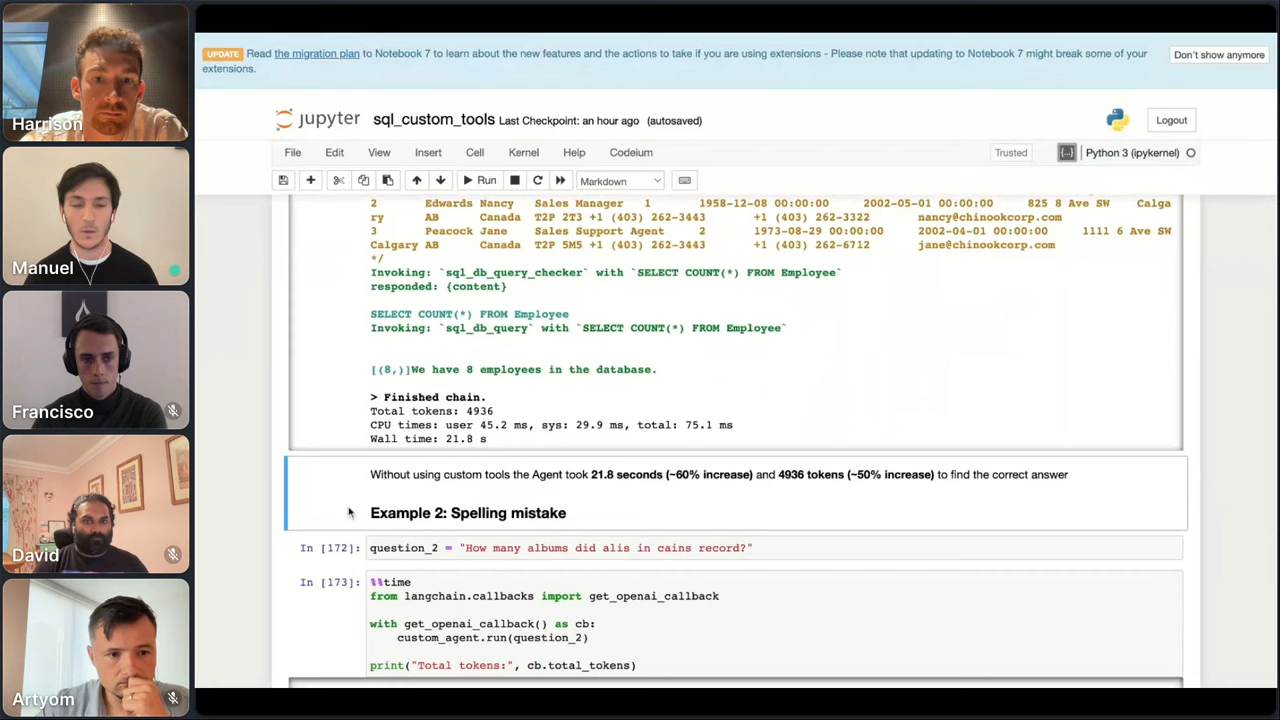 Harrison
Manuel
Francisco
David
Artyom
UPDATE Read the migration plan to Notebook 7 to learn about the new features and the actions to take if you are using extensions - Please note that updating to Notebook 7 might break some of your
extensions.
Don't show anymore
jupyter sql_custom_tools Last Checkpoint: an hour ago (autosaved)
Logout
File Edit View Insert Cell Kernel Help Codeium
Trusted
Python 3 (ipykernel)
Run
Markdown
2 Edwards Nancy Sales Manager 1 1958-12-08 00:00:00 2002-05-01 00:00:00 825 8 Ave SW Calga
ry AB Canada T2P 2T3 +1 (403) 262-3443 +1 (403) 262-3322 nancy@chinookcorp.com
3 Peacock Jane Sales Support Agent 2 1973-08-29 00:00:00 2002-04-01 00:00:00 1111 6 Ave SW
Calgary AB Canada T2P 5M5 +1 (403) 262-3443 +1 (403) 262-6712 jane@chinookcorp.com
*/
Invoking: `sql_db_query_checker` with `SELECT COUNT(*) FROM Employee`
responded: {content}
SELECT COUNT(*) FROM Employee
Invoking: `sql_db_query` with `SELECT COUNT(*) FROM Employee`
[(8,)]We have 8 employees in the database.
> Finished chain.
Total tokens: 4936
CPU times: user 45.2 ms, sys: 29.9 ms, total: 75.1 ms
Wall time: 21.8 s
Without using custom tools the Agent took 21.8 seconds (~60% increase) and 4936 tokens (~50% increase) to find the correct answer
Example 2: Spelling mistake
In [172]: question_2 = "How many albums did alis in cains record?"
In [173]: %%time
from langchain.callbacks import get_openai_callback
with get_openai_callback() as cb:
custom_agent.run(question_2)
print("Total tokens:", cb.total_tokens)